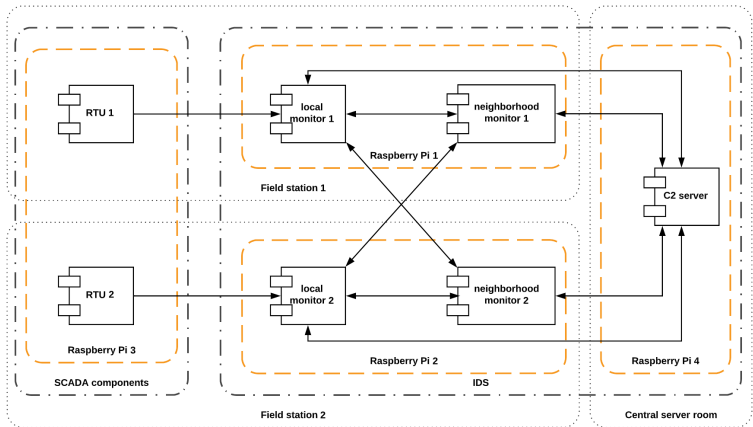 RTU 1
local
monitor 1
neighborhood
monitor 1
Raspberry Pi 1
Field station 1
C2 server
RTU 2
local
monitor 2
neighborhood
monitor 2
Raspberry Pi 3
Raspberry Pi 2
Raspberry Pi 4
SCADA components
IDS
Field station 2
Central server room